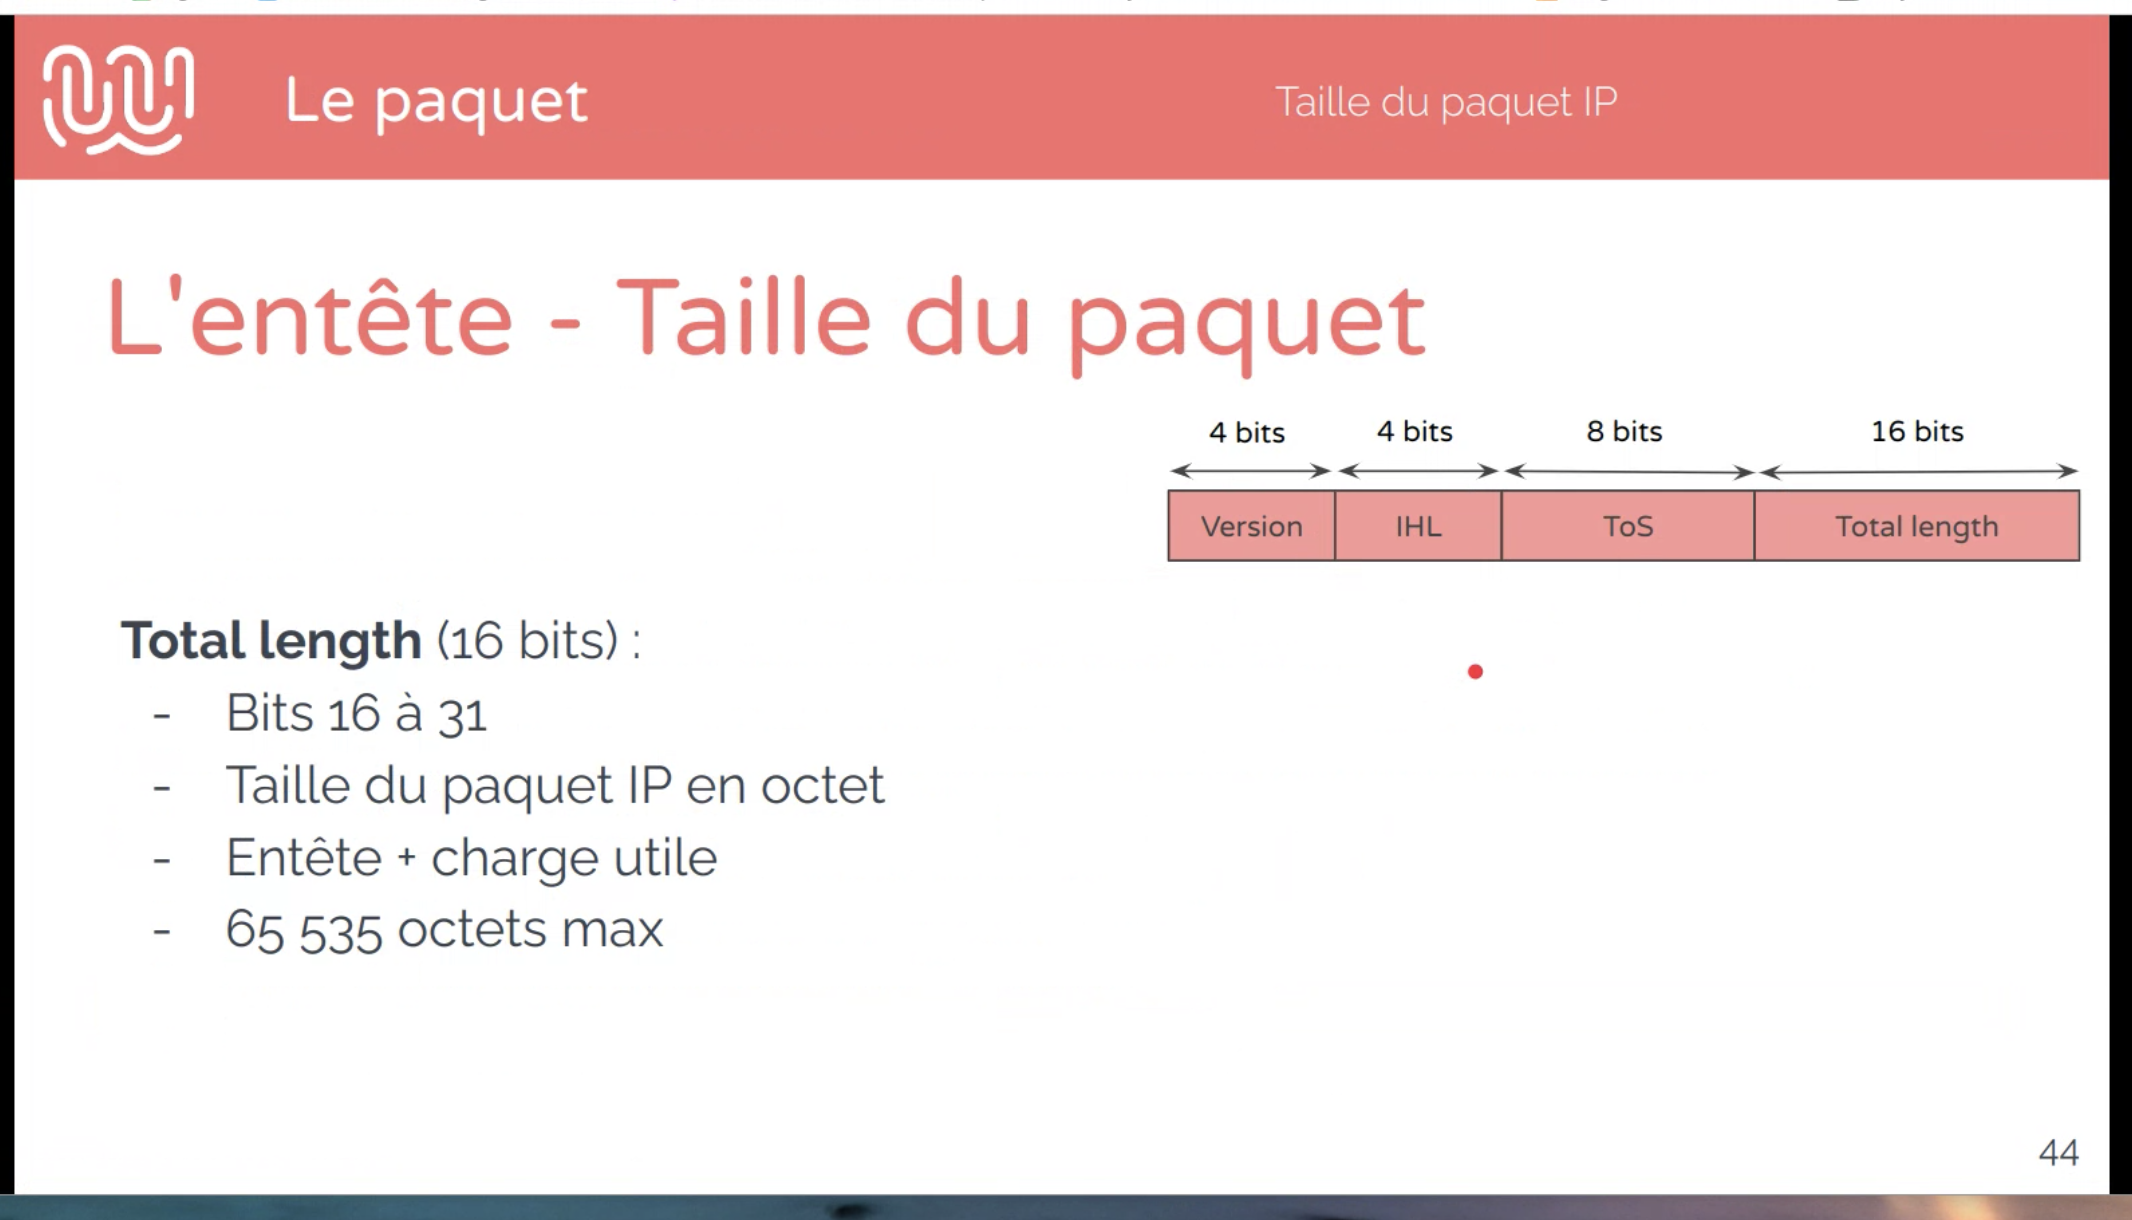 Le paquet
Taille du paquet IP
L'entête - Taille du paquet
4 bits 4 bits 8 bits 16 bits
Version IHL ToS Total length
Total length (16 bits) :
- Bits 16 à 31
- Taille du paquet IP en octet
- Entête + charge utile
- 65 535 octets max
44